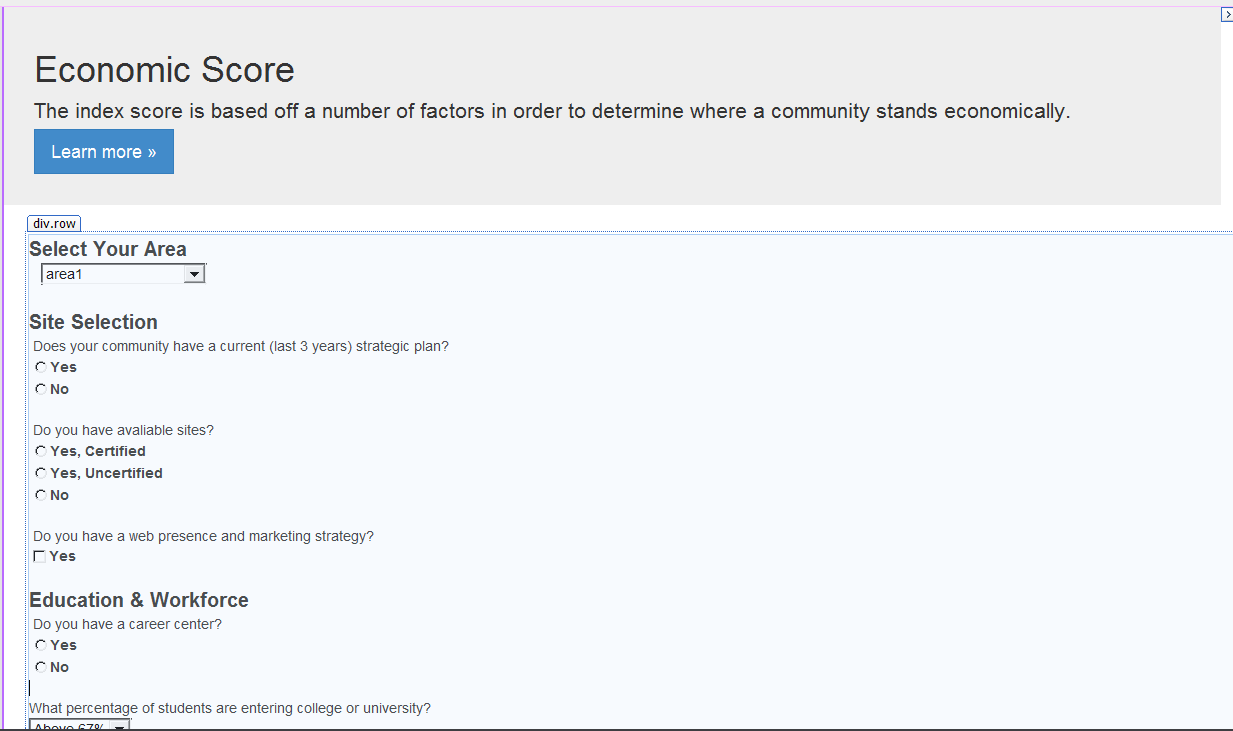 Economic Score
The index score is based off a number of factors in order to determine where a community stands economically.
Learn more »
div.row
Select Your Area
area1
Site Selection
Does your community have a current (last 3 years) strategic plan?
Yes
No
Do you have avaliable sites?
Yes, Certified
Yes, Uncertified
No
Do you have a web presence and marketing strategy?
Yes
Education & Workforce
Do you have a career center?
Yes
No
What percentage of students are entering college or university?
Above 67%